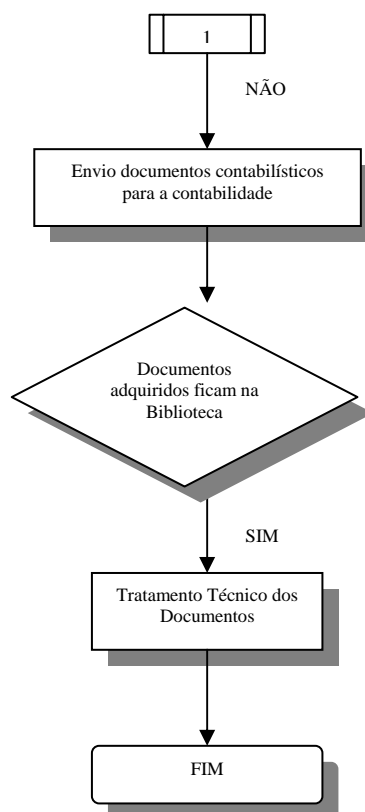 1
NÃO
Envio documentos contabilísticos
para a contabilidade
Documentos
adquiridos ficam na
Biblioteca
SIM
Tratamento Técnico dos
Documentos
FIM